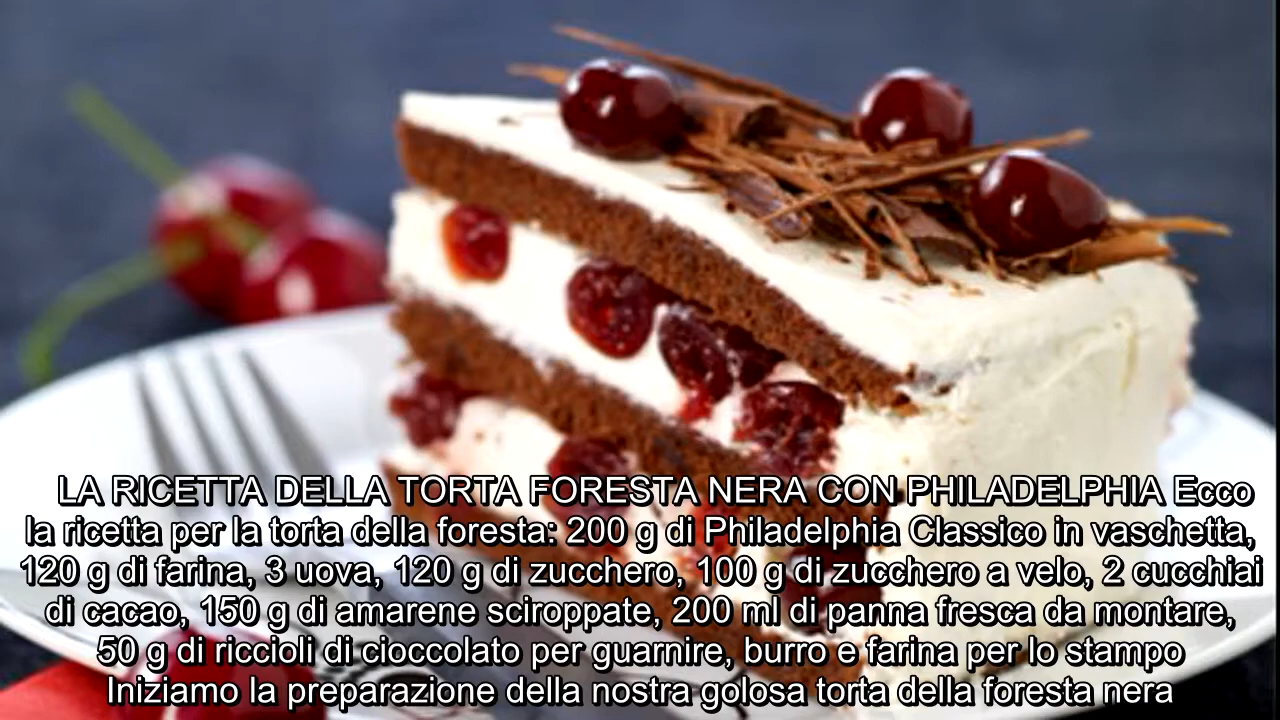 LA RICETTA DELLA TORTA FORESTA NERA CON PHILADELPHIA Ecco
la ricetta per la torta della foresta: 200 g di Philadelphia Classico in vaschetta,
120 g di farina, 3 uova, 120 g di zucchero, 100 g di zucchero a velo, 2 cucchiai
di cacao, 150 g di amarene sciroppate, 200 ml di panna fresca da montare,
50 g di riccioli di cioccolato per guarnire, burro e farina per lo stampo
Iniziamo la preparazione della nostra golosa torta della foresta nera